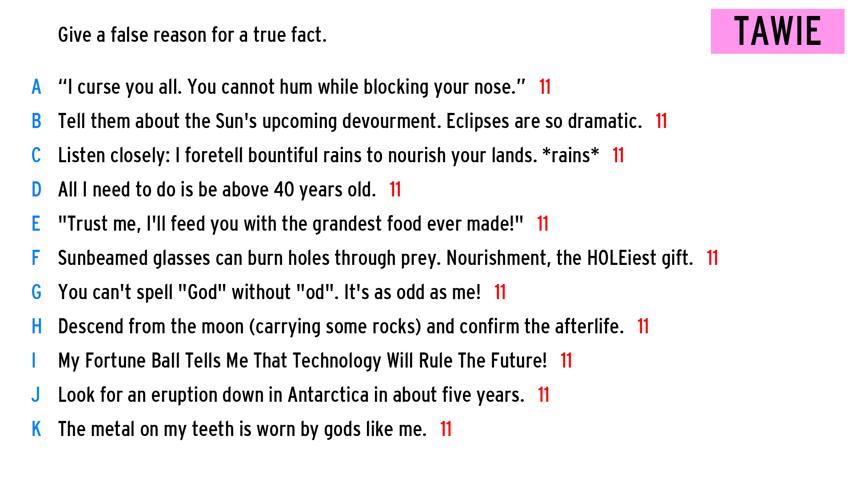 Give a false reason for a true fact.
TAWIE
A “I curse you all. You cannot hum while blocking your nose.” 11
B Tell them about the Sun's upcoming devourment. Eclipses are so dramatic. 11
C Listen closely: I foretell bountiful rains to nourish your lands. *rains* 11
D All I need to do is be above 40 years old. 11
E "Trust me, I'll feed you with the grandest food ever made!" 11
F Sunbeamed glasses can burn holes through prey. Nourishment, the HOLEiest gift. 11
G You can't spell "God" without "od". It's as odd as me! 11
H Descend from the moon (carrying some rocks) and confirm the afterlife. 11
I My Fortune Ball Tells Me That Technology Will Rule The Future! 11
J Look for an eruption down in Antarctica in about five years. 11
K The metal on my teeth is worn by gods like me. 11